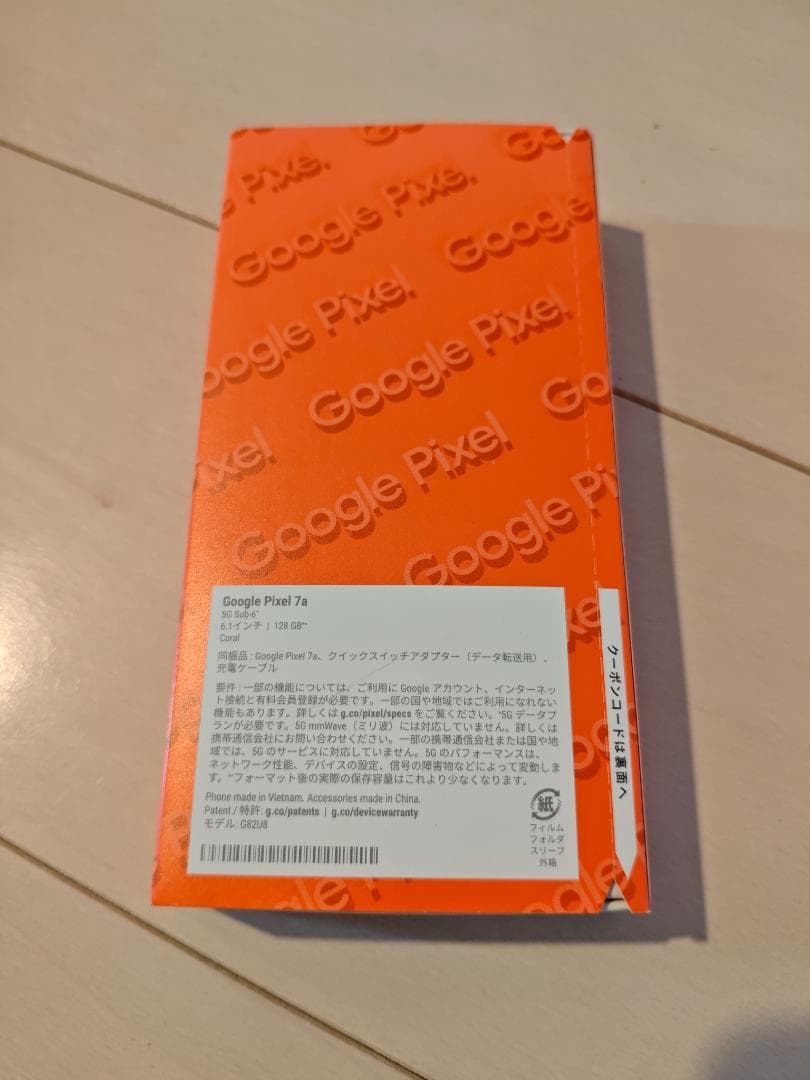 Google Pixel
Google Pixel
Google
Google Pixel
Google Pixel
Google Pixel
Google Pixel
Google Pixel 7a
5G Sub-6*
6.1インチ | 128 GB**
Coral
同梱品 : Google Pixel 7a、クイックスイッチアダプター（データ転送用）、
充電ケーブル
要件 : 一部の機能については、ご利用に Google アカウント、インターネッ
ト接続と有料会員登録が必要です。一部の国や地域ではご利用になれない
機能もあります。詳しくは g.co/pixel/specs をご覧ください。*5G データプ
ランが必要です。5G mmWave（ミリ波）には対応していません。詳しくは
携帯通信会社にお問い合わせください。一部の携帯通信会社または国や地
域では、5G のサービスに対応していません。5G のパフォーマンスは、
ネットワーク性能、デバイスの設定、信号の障害物などによって変動しま
す。**フォーマット後の実際の保存容量はこれより少なくなります。
Phone made in Vietnam. Accessories made in China.
Patent / 特許: g.co/patents | g.co/devicewarranty
モデル: G82U8
紙
フィルム
フォルダ
スリーブ
外箱
クーポンコードは裏面へ
Google